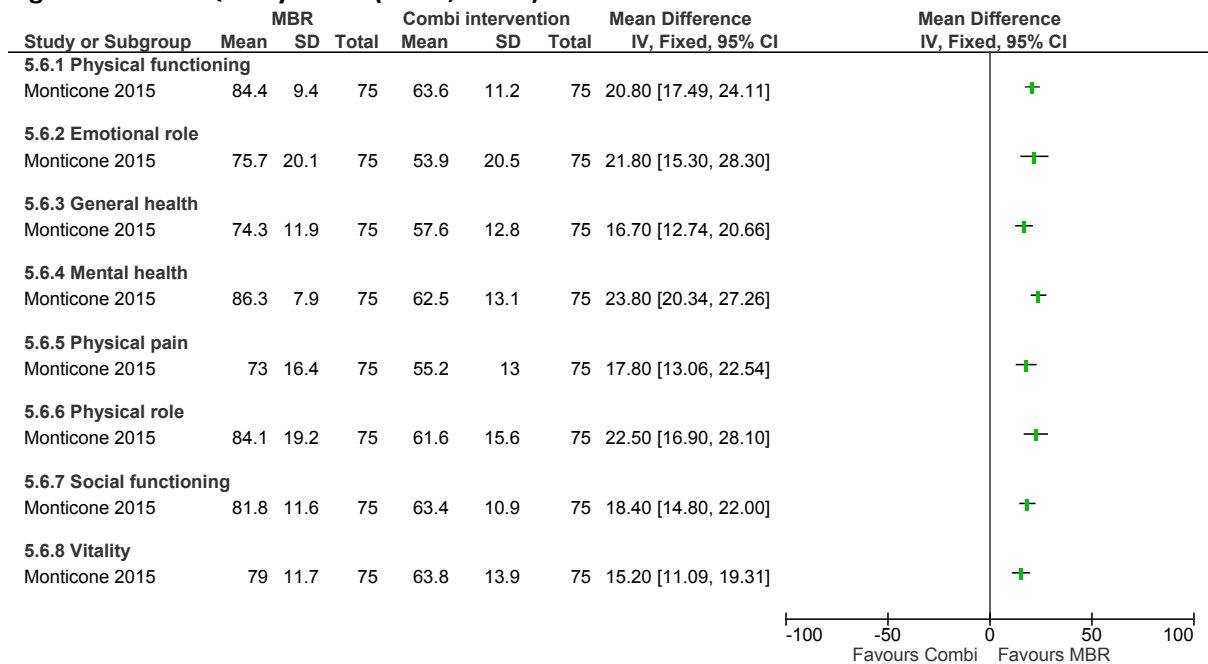 MBR Combi intervention Mean Difference Mean Difference
Study or Subgroup Mean SD Total Mean SD Total IV, Fixed, 95% CI IV, Fixed, 95% CI
5.6.1 Physical functioning
Monticone 2015 84.4 9.4 75 63.6 11.2 75 20.80 [17.49, 24.11]
5.6.2 Emotional role
Monticone 2015 75.7 20.1 75 53.9 20.5 75 21.80 [15.30, 28.30]
5.6.3 General health
Monticone 2015 74.3 11.9 75 57.6 12.8 75 16.70 [12.74, 20.66]
5.6.4 Mental health
Monticone 2015 86.3 7.9 75 62.5 13.1 75 23.80 [20.34, 27.26]
5.6.5 Physical pain
Monticone 2015 73 16.4 75 55.2 13 75 17.80 [13.06, 22.54]
5.6.6 Physical role
Monticone 2015 84.1 19.2 75 61.6 15.6 75 22.50 [16.90, 28.10]
5.6.7 Social functioning
Monticone 2015 81.8 11.6 75 63.4 10.9 75 18.40 [14.80, 22.00]
5.6.8 Vitality
Monticone 2015 79 11.7 75 63.8 13.9 75 15.20 [11.09, 19.31]
-100 -50 0 50 100
Favours Combi Favours MBR